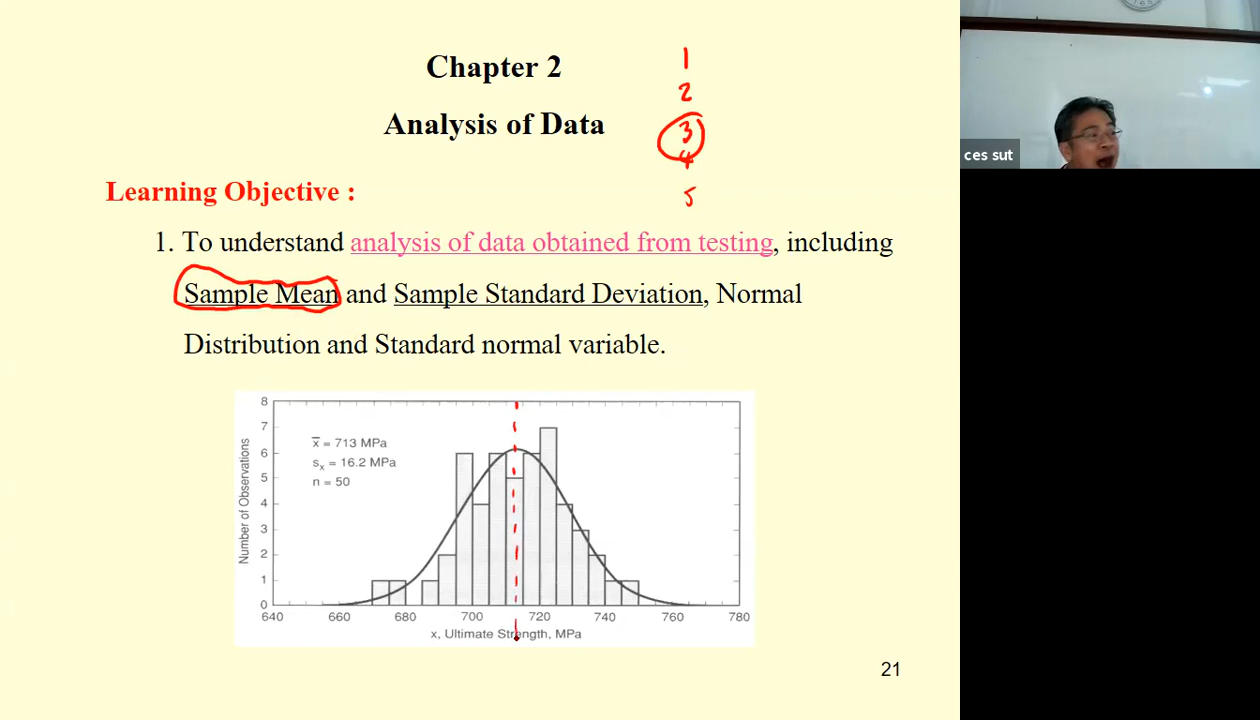 Chapter 2
Analysis of Data
1
2
3
4
5
Learning Objective :
1. To understand analysis of data obtained from testing, including
Sample Mean and Sample Standard Deviation, Normal
Distribution and Standard normal variable.
8
7
6
5
4
3
2
1
0
Number of Observations
x̄ = 713 MPa
sₓ = 16.2 MPa
n = 50
640 660 680 700 720 740 760 780
x, Ultimate Strength, MPa
21
ces sut